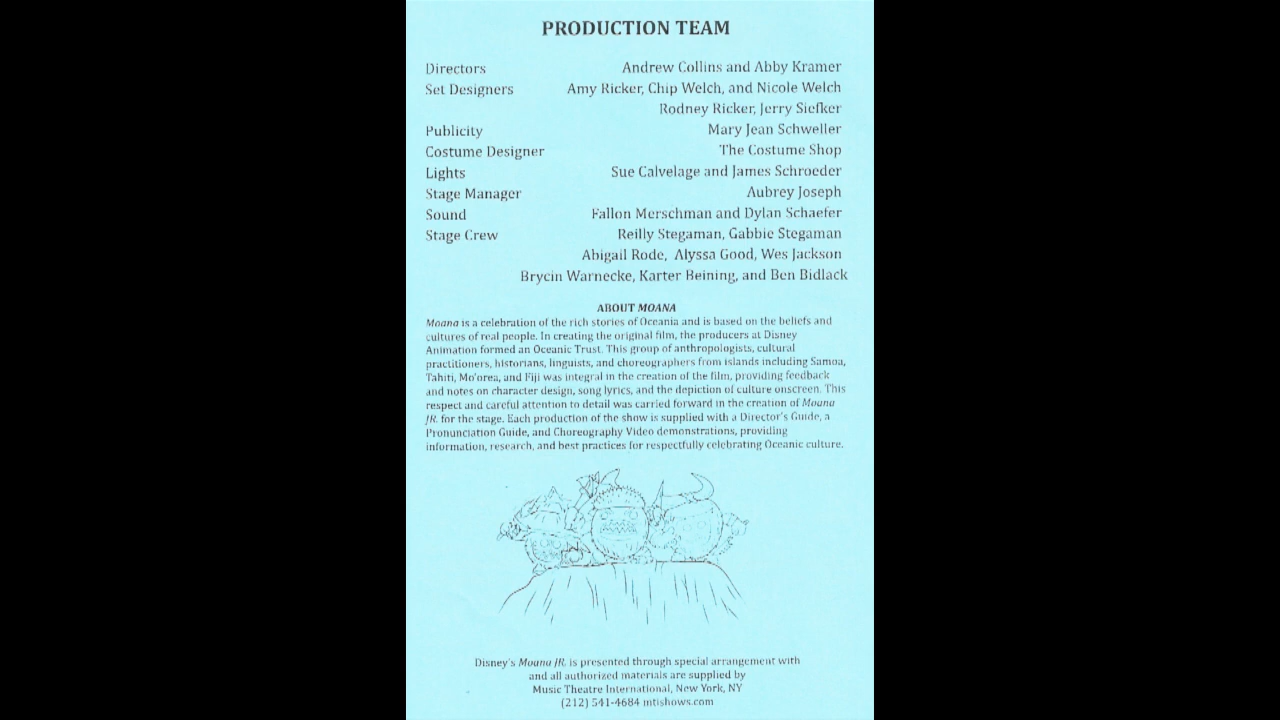 PRODUCTION TEAM
Directors Andrew Collins and Abby Kramer
Set Designers Amy Ricker, Chip Welch, and Nicole Welch
Rodney Ricker, Jerry Siefker
Publicity Mary Jean Schweller
Costume Designer The Costume Shop
Lights Sue Calvelage and James Schroeder
Stage Manager Aubrey Joseph
Sound Fallon Merschman and Dylan Schaefer
Stage Crew Reilly Stegaman, Gabbie Stegaman
Abigail Rode, Alyssa Good, Wes Jackson
Brycin Warnecke, Karter Beining, and Ben Bidlack
ABOUT MOANA
Moana is a celebration of the rich stories of Oceania and is based on the beliefs and
cultures of real people. In creating the original film, the producers at Disney
Animation formed an Oceanic Trust. This group of anthropologists, cultural
practitioners, historians, linguists, and choreographers from islands including Samoa,
Tahiti, Mo'orea, and Fiji was integral in the creation of the film, providing feedback
and notes on character design, song lyrics, and the depiction of culture onscreen. This
respect and careful attention to detail was carried forward in the creation of Moana
JR. for the stage. Each production of the show is supplied with a Director's Guide, a
Pronunciation Guide, and Choreography Video demonstrations, providing
information, research, and best practices for respectfully celebrating Oceanic culture.
Disney's Moana JR. is presented through special arrangement with
and all authorized materials are supplied by
Music Theatre International, New York, NY
(212) 541-4684 mtishows.com